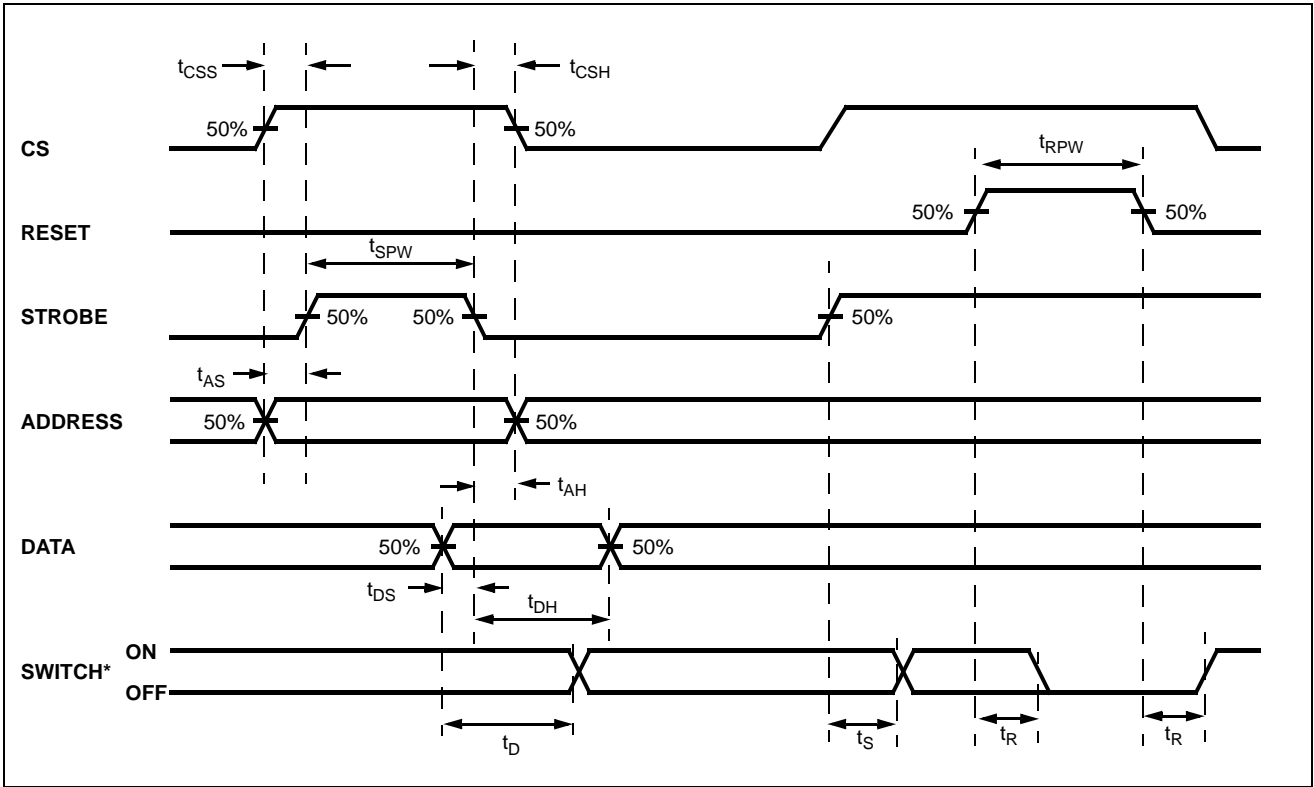 tCSS
tCSH
CS
50%
50%
tRPW
RESET
50%
50%
tSPW
STROBE
50%
50%
50%
tAS
ADDRESS
50%
50%
tAH
DATA
50%
50%
tDS
tDH
SWITCH*
ON
OFF
tD
tS
tR
tR